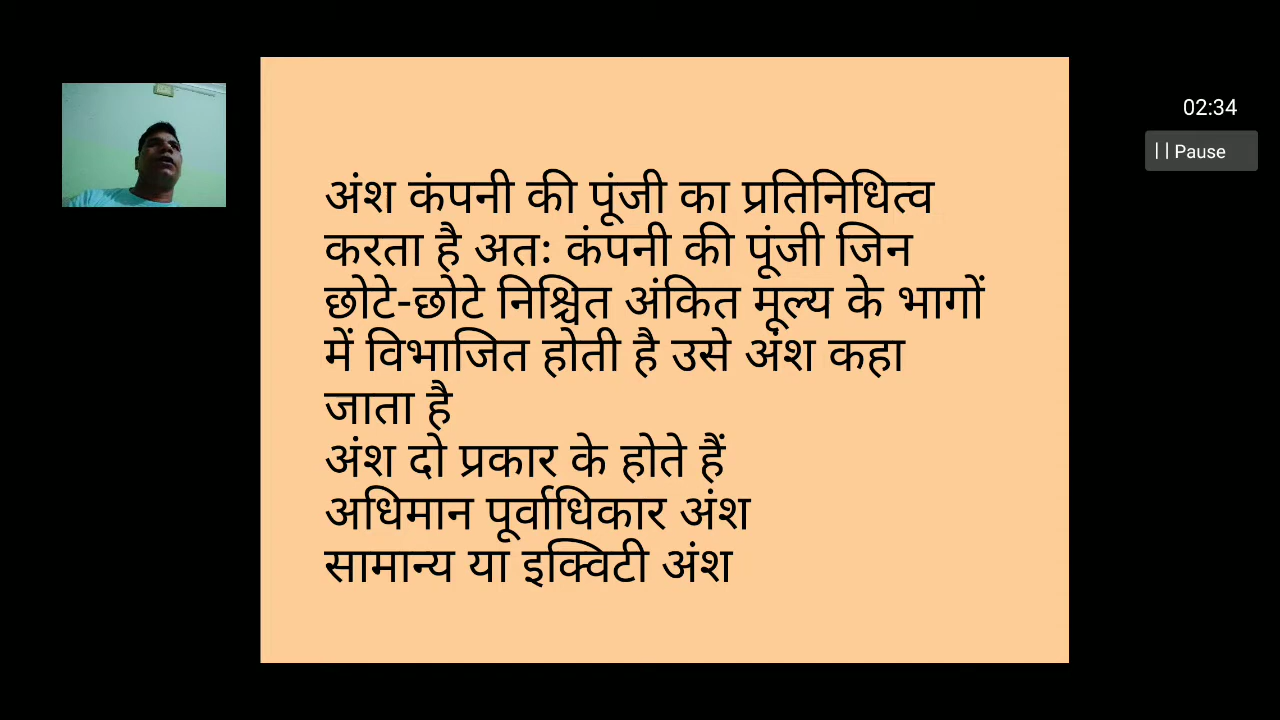 अंश कंपनी की पूंजी का प्रतिनिधित्व
करता है अतः कंपनी की पूंजी जिन
छोटे-छोटे निश्चित अंकित मूल्य के भागों
में विभाजित होती है उसे अंश कहा
जाता है
अंश दो प्रकार के होते हैं
अधिमान पूर्वाधिकार अंश
सामान्य या इक्विटी अंश
02:34
|| Pause